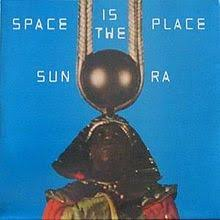 SPACE IS THE PLACE
SUN RA